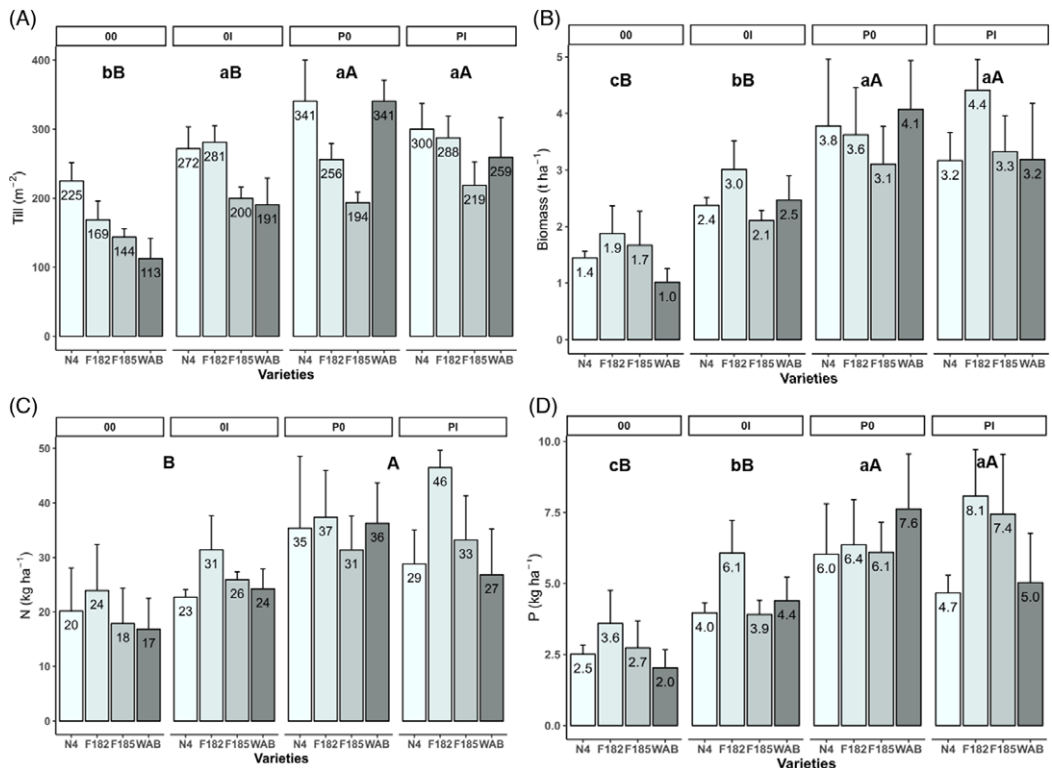 (A)
00 0I P0 PI
bB aB aA aA
400
300
200
100
0
Till (m⁻²)
225 169 144 113
272 281 200 191
341 256 194 341
300 288 219 259
N4 F182 F185 WAB N4 F182 F185 WAB N4 F182 F185 WAB N4 F182 F185 WAB
Varieties
(B)
00 0I P0 PI
cB bB aA aA
5
4
3
2
1
0
Biomass (t ha⁻¹)
1.4 1.9 1.7 1.0
2.4 3.0 2.1 2.5
3.8 3.6 3.1 4.1
3.2 4.4 3.3 3.2
N4 F182 F185 WAB N4 F182 F185 WAB N4 F182 F185 WAB N4 F182 F185 WAB
Varieties
(C)
00 0I P0 PI
B A
50
40
30
20
10
0
N (kg ha⁻¹)
20 24 18 17
23 31 26 24
35 37 31 36
29 46 33 27
N4 F182 F185 WAB N4 F182 F185 WAB N4 F182 F185 WAB N4 F182 F185 WAB
Varieties
(D)
00 0I P0 PI
cB bB aA aA
10.0
7.5
5.0
2.5
0.0
P (kg ha⁻¹)
2.5 3.6 2.7 2.0
4.0 6.1 3.9 4.4
6.0 6.4 6.1 7.6
4.7 8.1 7.4 5.0
N4 F182 F185 WAB N4 F182 F185 WAB N4 F182 F185 WAB N4 F182 F185 WAB
Varieties